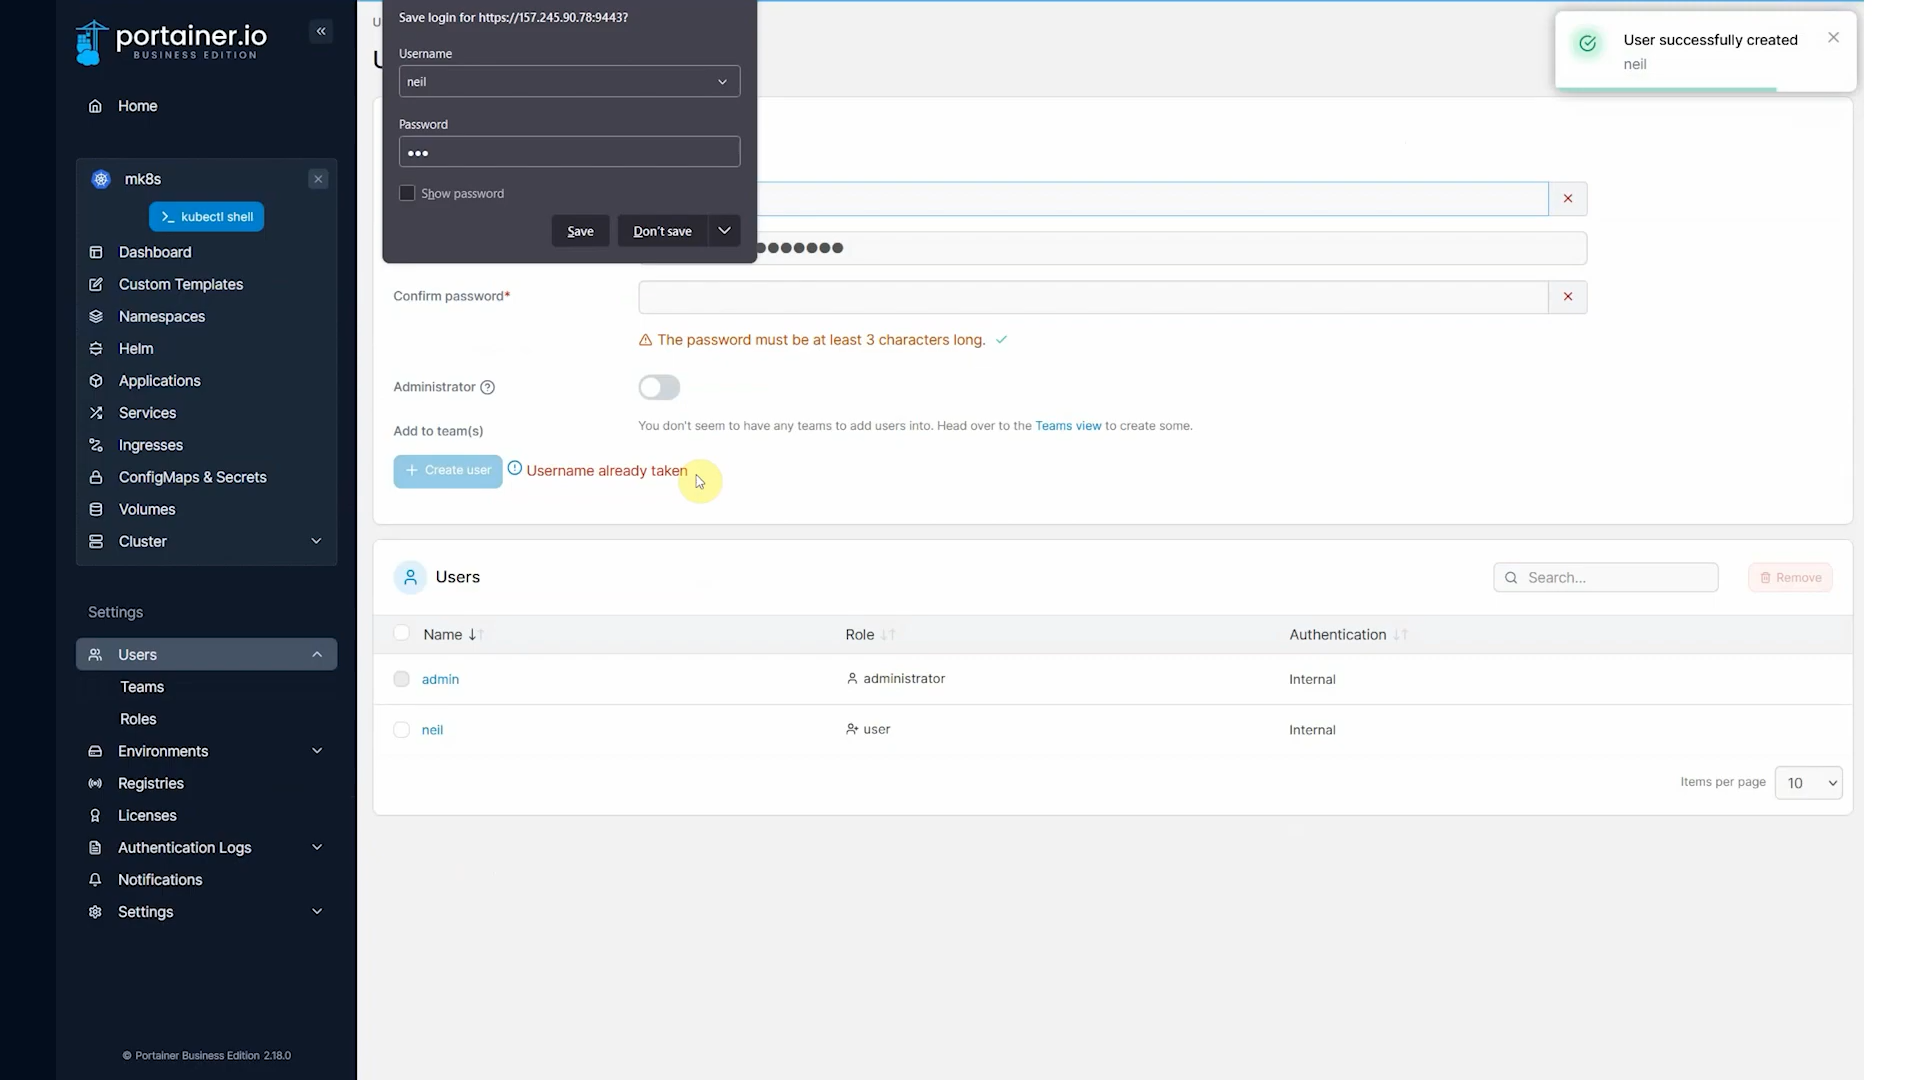 portainer.io
BUSINESS EDITION
Home
mk8s
kubectl shell
Dashboard
Custom Templates
Namespaces
Helm
Applications
Services
Ingresses
ConfigMaps & Secrets
Volumes
Cluster
Settings
Users
Teams
Roles
Environments
Registries
Licenses
Authentication Logs
Notifications
Settings
© Portainer Business Edition 2.18.0
Save login for https://157.245.90.78:9443?
Username
neil
Password
Show password
Save
Don't save
User successfully created
neil
Confirm password*
The password must be at least 3 characters long.
Administrator
Add to team(s)
You don't seem to have any teams to add users into. Head over to the Teams view to create some.
+ Create user
Username already taken
Users
Search...
Remove
Name Role Authentication
admin administrator Internal
neil user Internal
Items per page 10